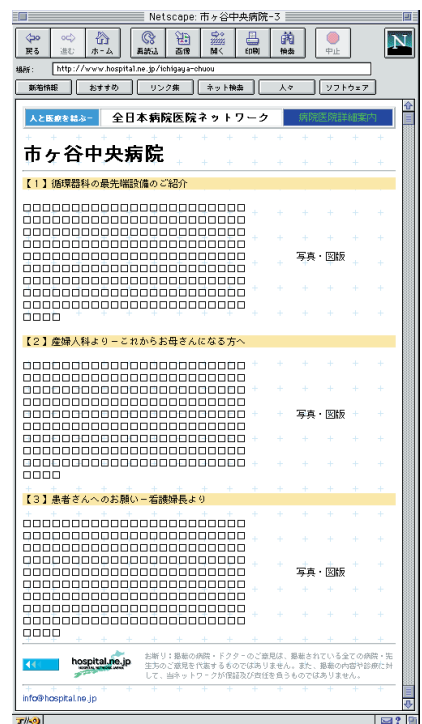 Netscape: 市ヶ谷中央病院-3
戻る 進む ホーム 再読込 画像 開く 印刷 検索 中止
N
場所: http://www.hospital.ne.jp/ichigaya-chuou
新着情報 おすすめ リンク集 ネット検索 人々 ソフトウェア
人と医療を結ぶ− 全日本病院医院ネットワーク 病院医院詳細案内
市ヶ谷中央病院
【1】循環器科の最先端設備のご紹介
写真・図版
【2】産婦人科より−これからお母さんになる方へ
写真・図版
【3】患者さんへのお願い−看護婦長より
写真・図版
hospital.ne.jp
HOSPITAL NETWORK JAPAN
お断り:掲載の病院・ドクターのご意見は、掲載されている全ての病院・先
生方のご意見を代表するものではありません。また、掲載の内容や診療に対
して、当ネットワークが保証及び責任を負うものではありません。
info@hospital.ne.jp